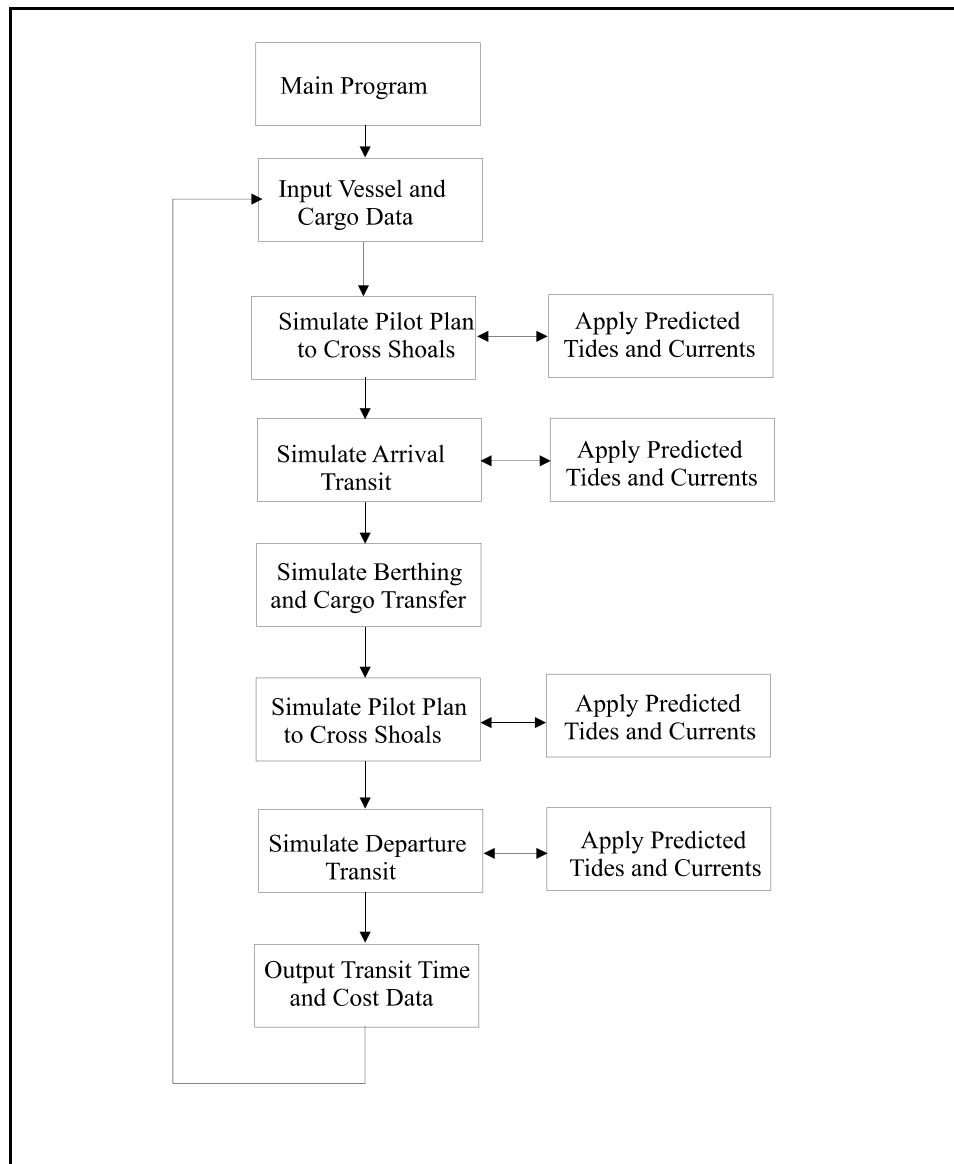 Main Program
Input Vessel and
Cargo Data
Simulate Pilot Plan
to Cross Shoals
Apply Predicted
Tides and Currents
Simulate Arrival
Transit
Apply Predicted
Tides and Currents
Simulate Berthing
and Cargo Transfer
Simulate Pilot Plan
to Cross Shoals
Apply Predicted
Tides and Currents
Simulate Departure
Transit
Apply Predicted
Tides and Currents
Output Transit Time
and Cost Data